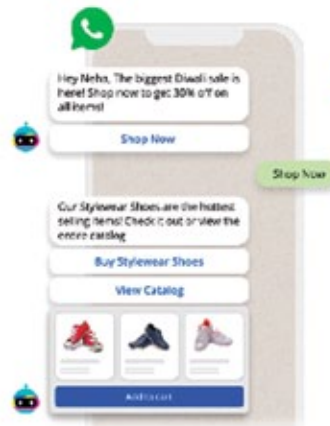 Hey Neha, The biggest Diwali sale is
here! Shop now to get 30% off on
all items!
Shop Now
Shop Now
Our Stylewear Shoes are the hottest
selling items! Check it out or view the
entire catalog
Buy Stylewear Shoes
View Catalog
Add to cart